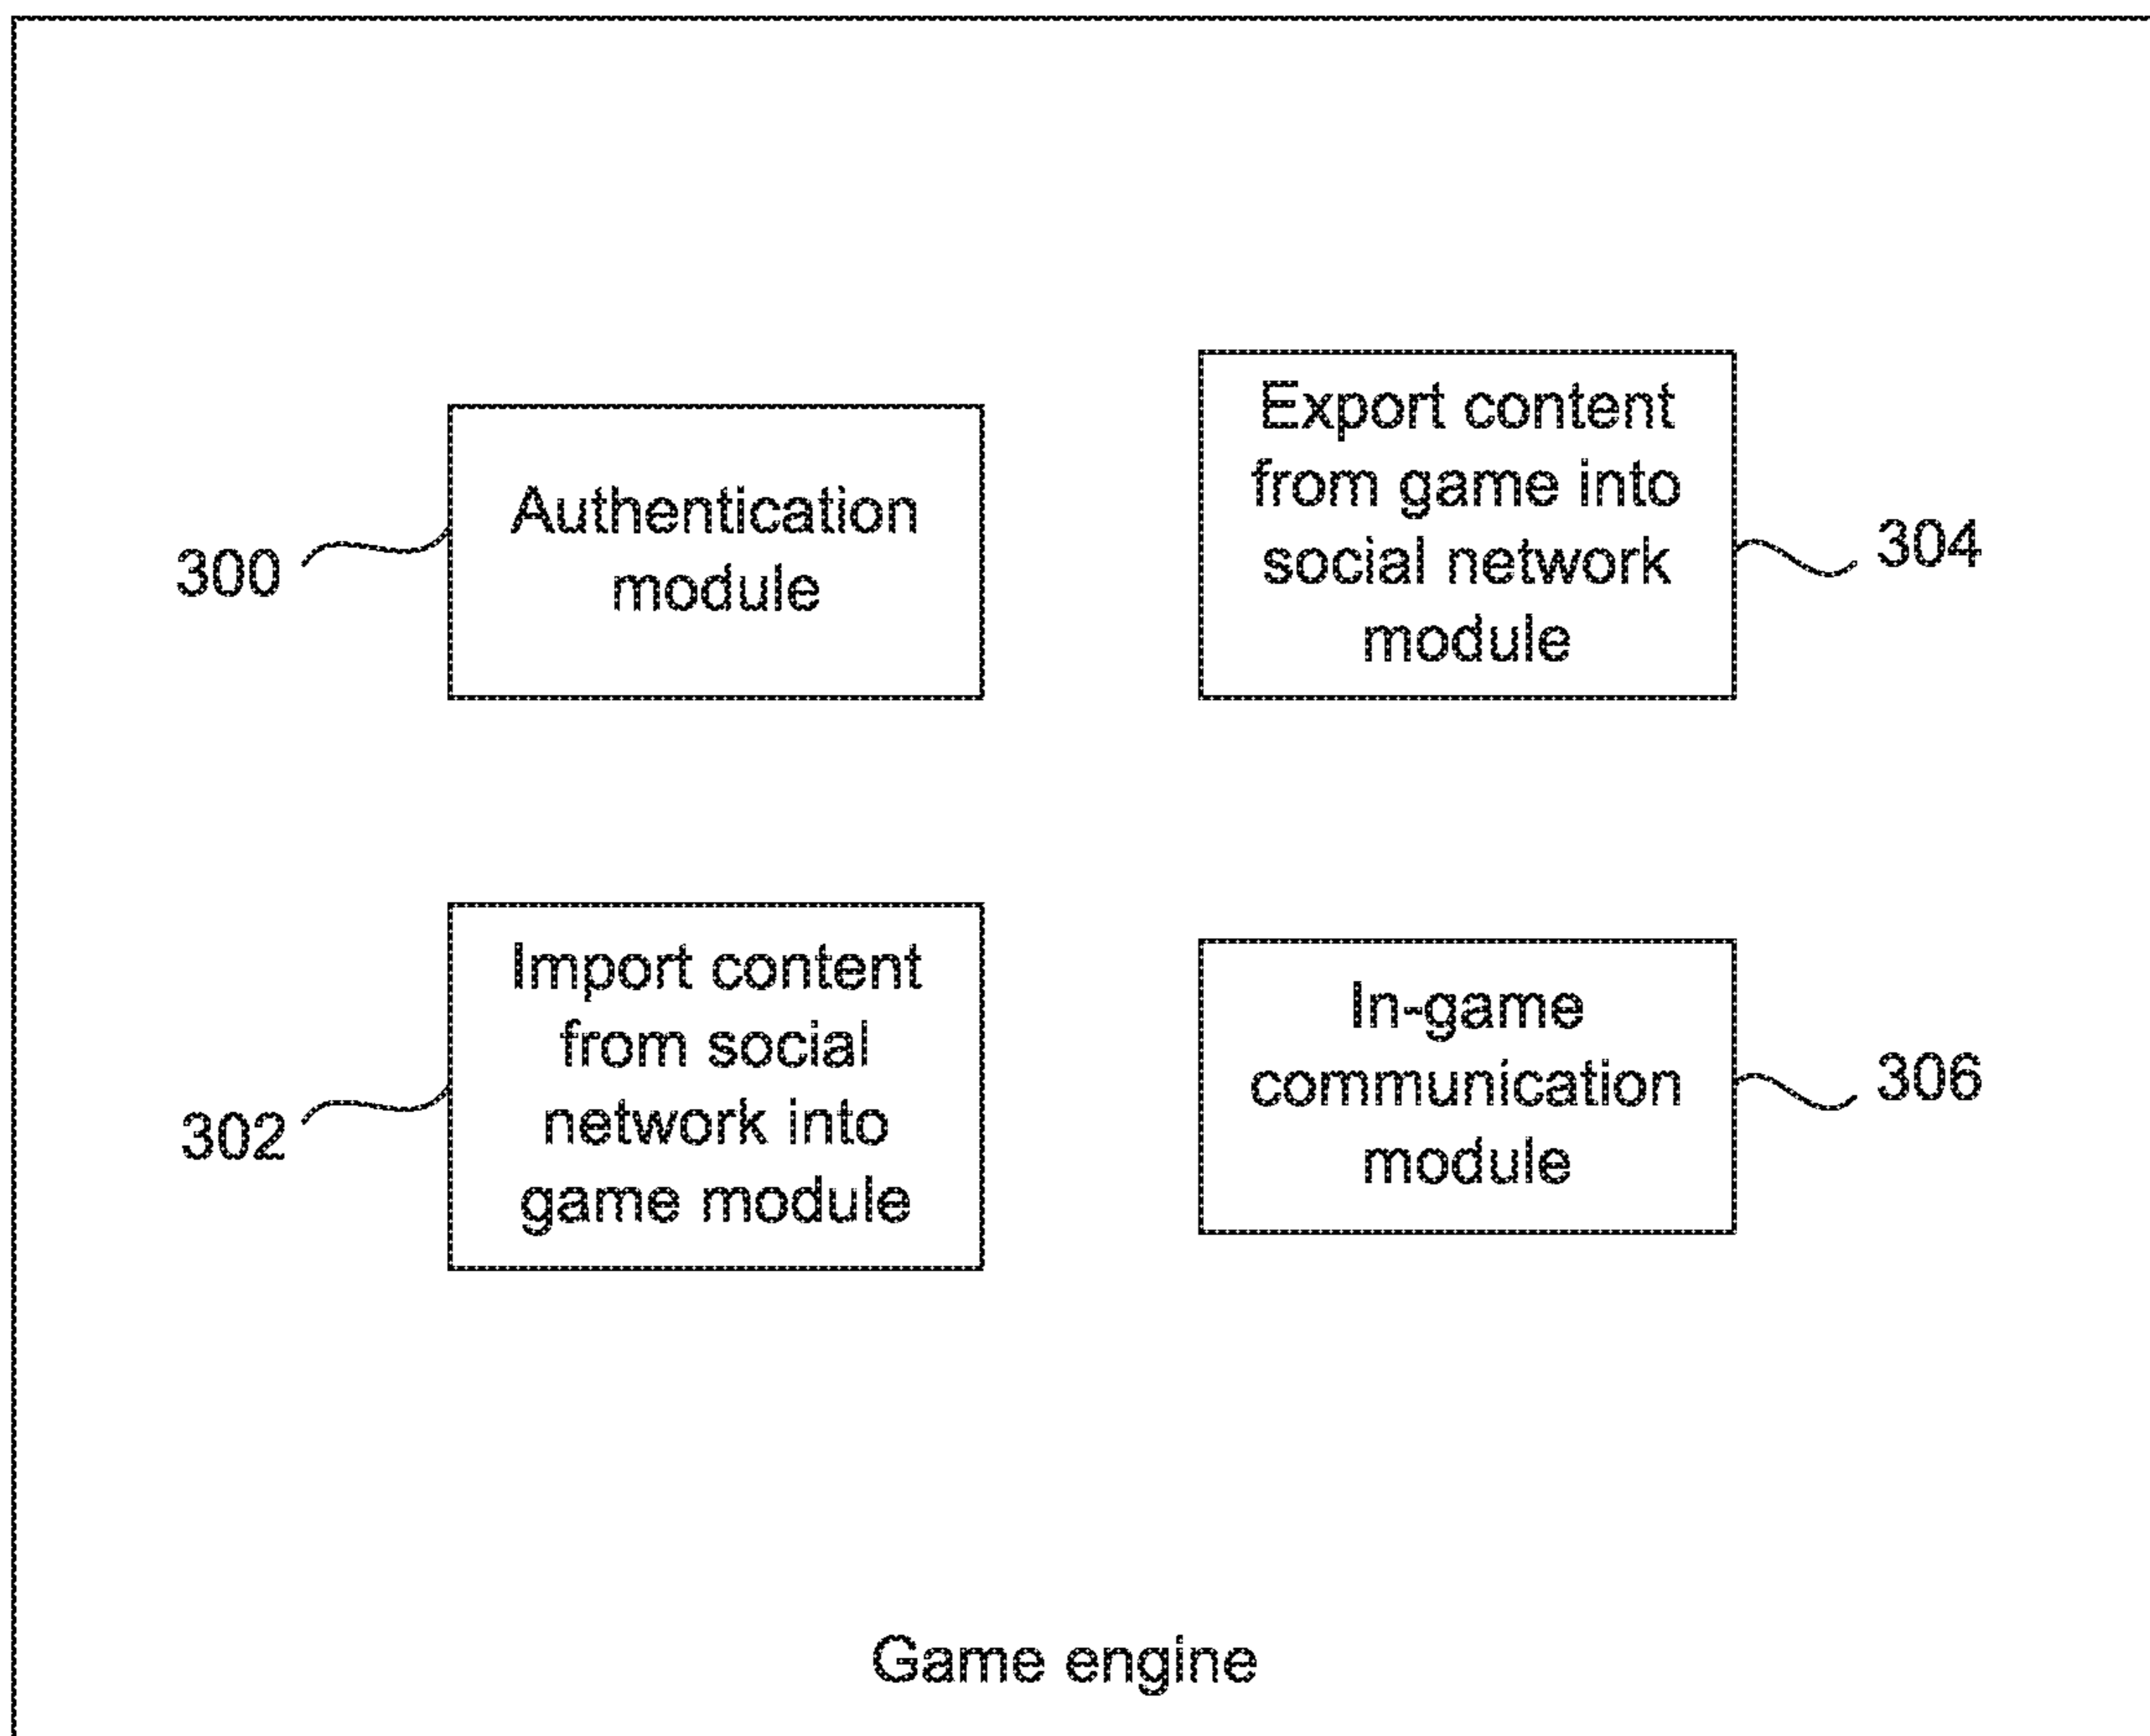 300
Authentication
module
Export content
from game into
social network
module
304
302
Import content
from social
network into
game module
In-game
communication
module
306
Game engine